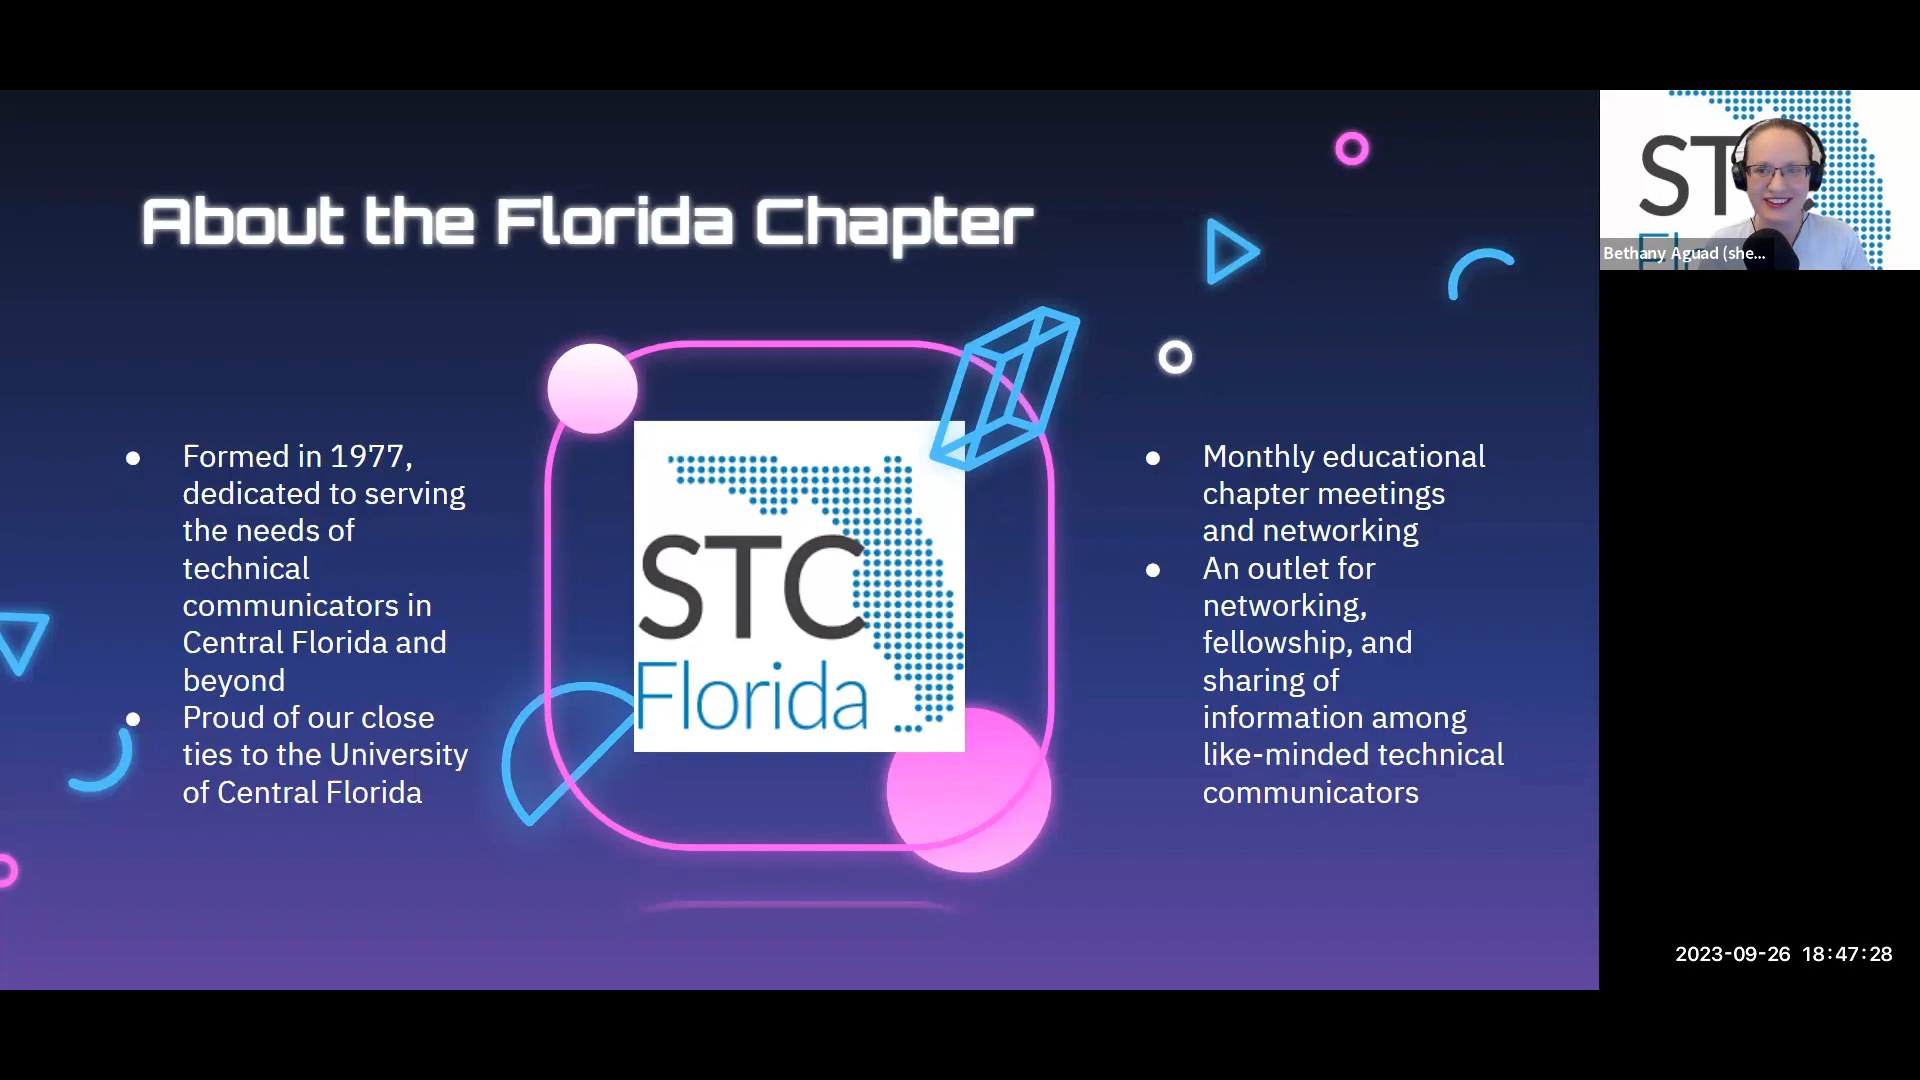 About the Florida Chapter
● Formed in 1977,
dedicated to serving
the needs of
technical
communicators in
Central Florida and
beyond
● Proud of our close
ties to the University
of Central Florida
STC
Florida
● Monthly educational
chapter meetings
and networking
● An outlet for
networking,
fellowship, and
sharing of
information among
like-minded technical
communicators
Bethany Aguad (she...
2023-09-26 18:47:28